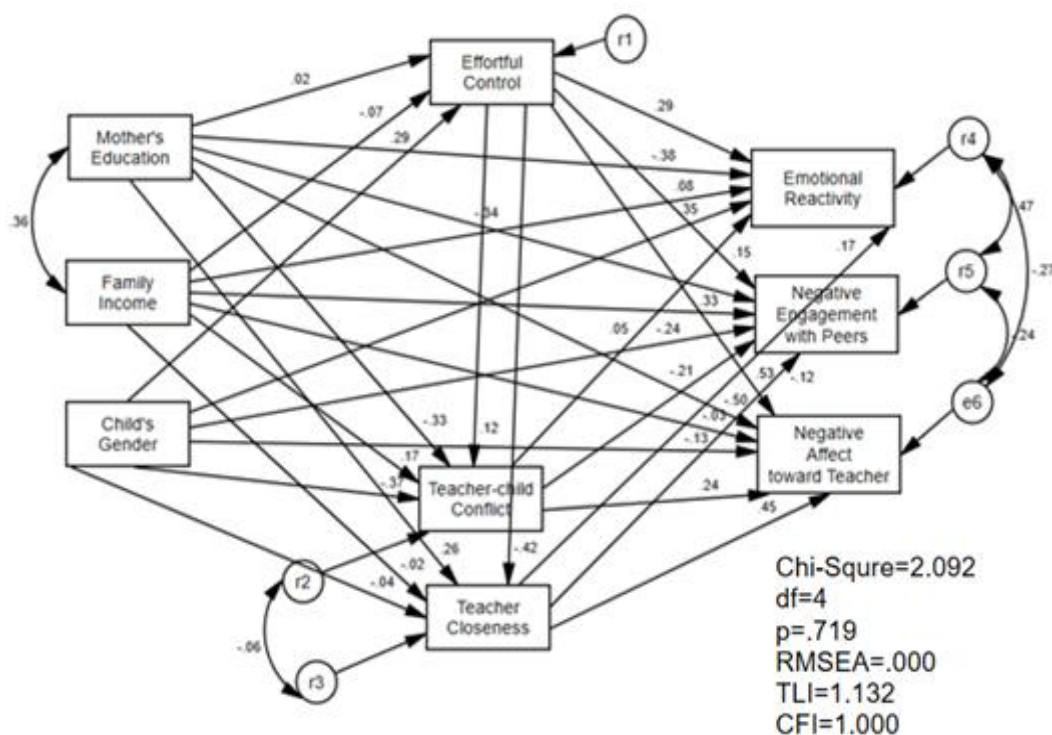 r1
Effortful
Control
.02
-.07
.29
.29
Mother's
Education
-.38
r4
Emotional
Reactivity
.08
.35
-.34
.36
.17
.47
.15
Family
Income
r5
-.27
.33
Negative
Engagement
with Peers
.05
-.24
-.24
-.21
.53
-.12
-.50
e6
Child's
Gender
-.33
.12
-.03
-.13
Negative
Affect
toward Teacher
.17
-.37
Teacher-child
Conflict
.24
.45
.26
-.42
-.02
-.04
r2
Teacher
Closeness
-.06
r3
Chi-Squre=2.092
df=4
p=.719
RMSEA=.000
TLI=1.132
CFI=1.000